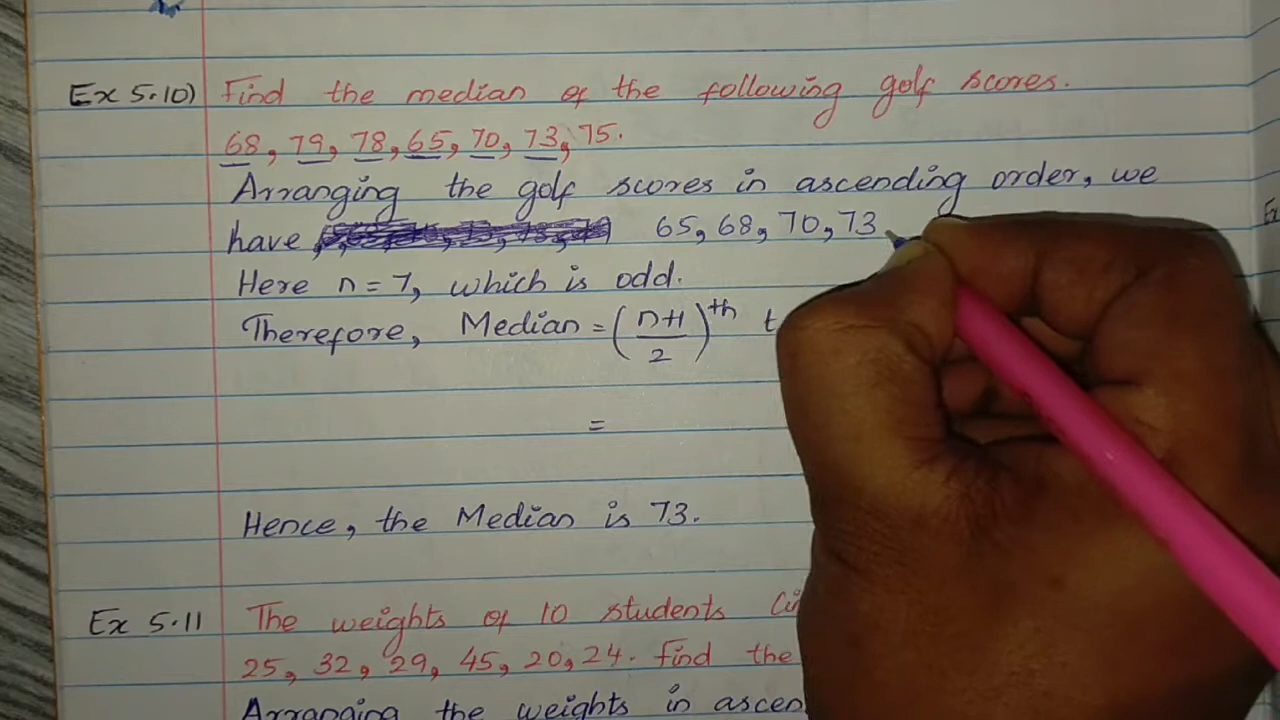 Ex 5.10) Find the median of the following golf scores.
68, 79, 78, 65, 70, 73, 75.
Arranging the golf scores in ascending order, we
have 65, 68, 70, 73
Here n = 7, which is odd.
Therefore, Median = (n+1/2)th t
=
Hence, the Median is 73.
Ex 5.11 The weights of 10 students (in
25, 32, 29, 45, 20, 24. Find the
Arranging the weights in ascen